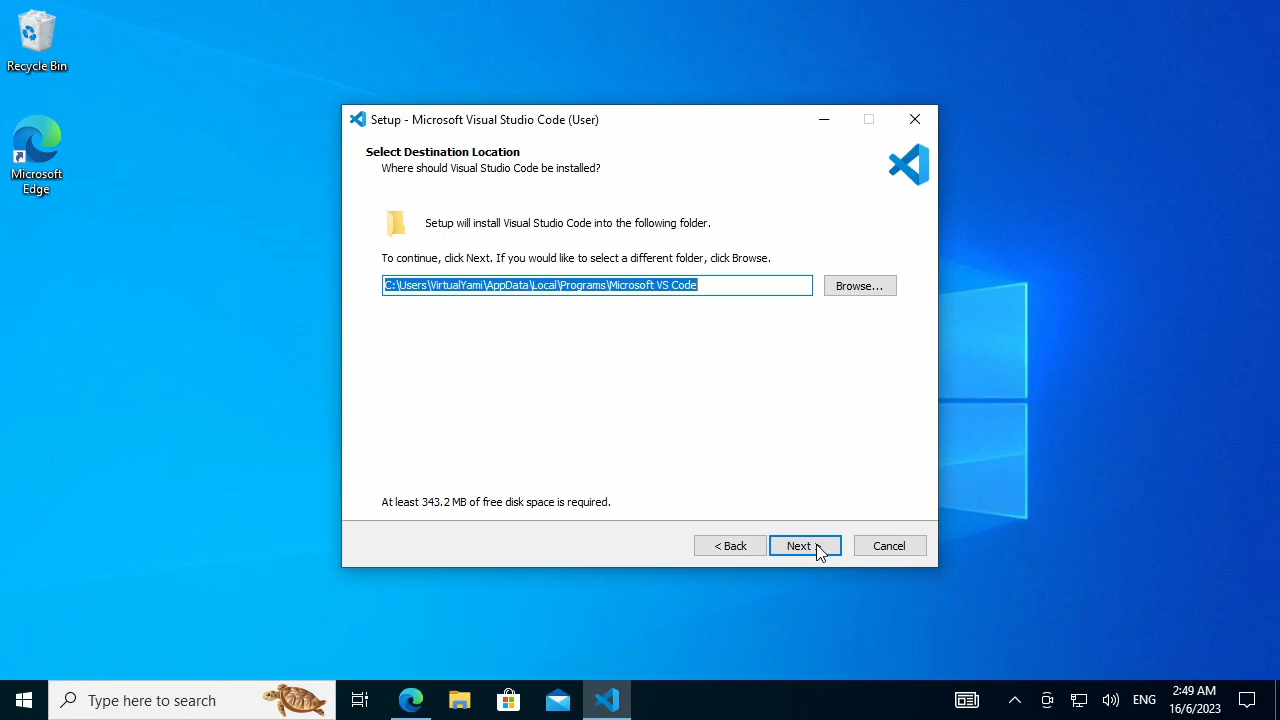 Recycle Bin
Microsoft
Edge
Setup - Microsoft Visual Studio Code (User)
Select Destination Location
Where should Visual Studio Code be installed?
Setup will install Visual Studio Code into the following folder.
To continue, click Next. If you would like to select a different folder, click Browse.
C:\Users\VirtualYami\AppData\Local\Programs\Microsoft VS Code
Browse...
At least 343.2 MB of free disk space is required.
< Back
Next >
Cancel
Type here to search
ENG
2:49 AM
16/6/2023